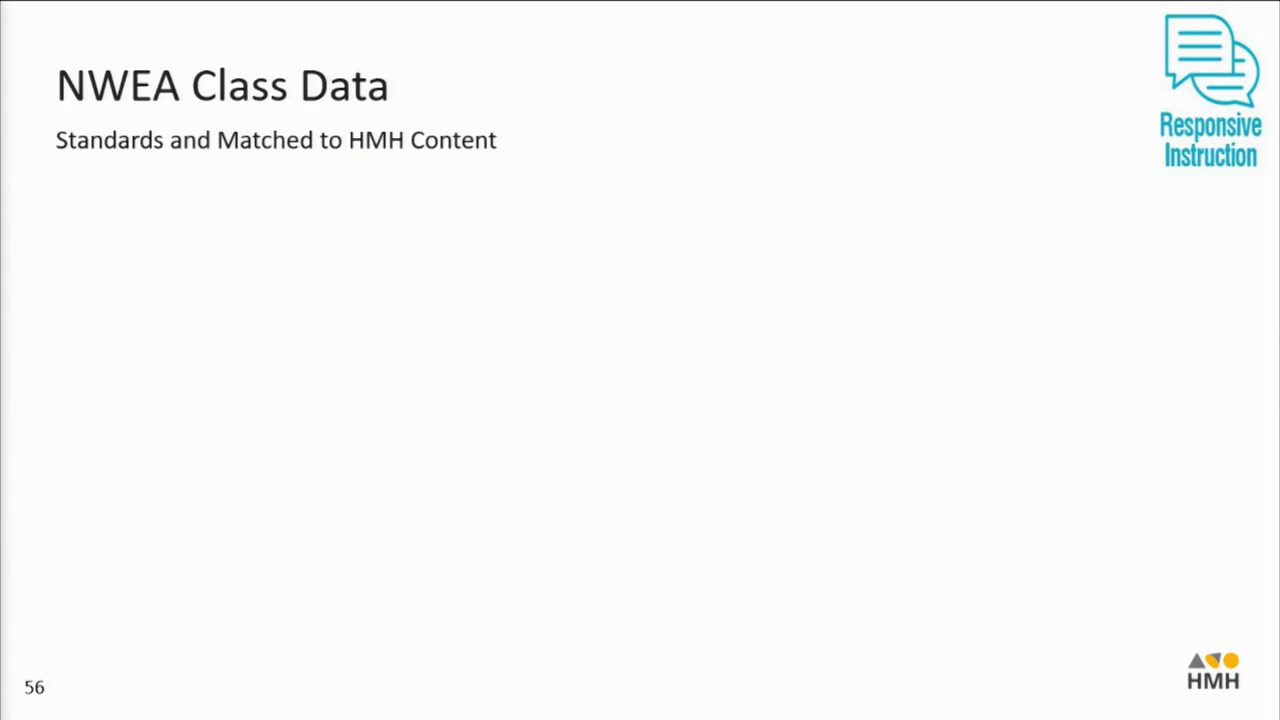 NWEA Class Data
Standards and Matched to HMH Content
Responsive
Instruction
56
HMH